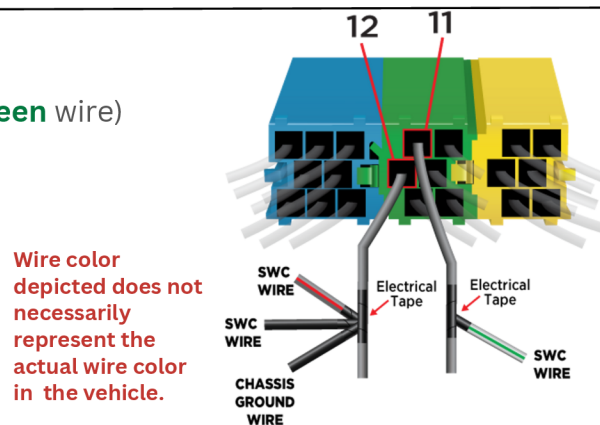 12 11
een wire)
Wire color
depicted does not
necessarily
represent the
actual wire color
in the vehicle.
SWC
WIRE
Electrical
Tape
Electrical
Tape
SWC
WIRE
SWC
WIRE
CHASSIS
GROUND
WIRE